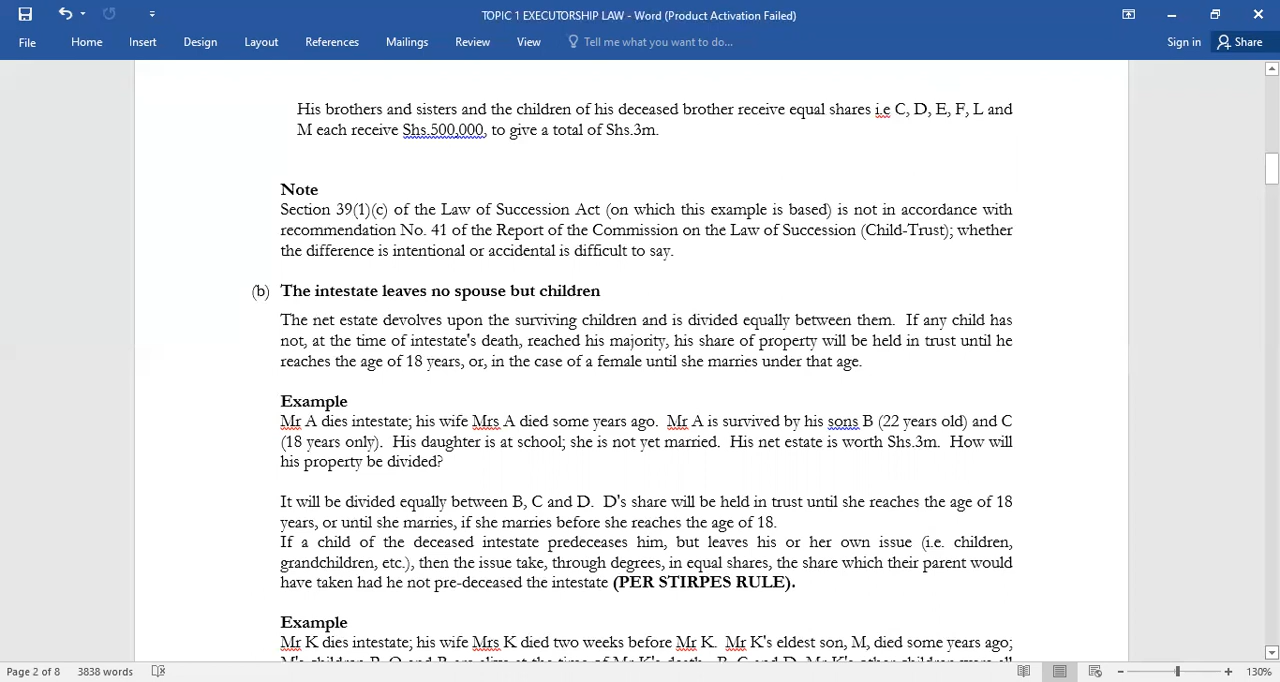 TOPIC 1 EXECUTORSHIP LAW - Word (Product Activation Failed)
File Home Insert Design Layout References Mailings Review View Tell me what you want to do... Sign in Share
His brothers and sisters and the children of his deceased brother receive equal shares i.e C, D, E, F, L and
M each receive Shs.500,000, to give a total of Shs.3m.
Note
Section 39(1)(c) of the Law of Succession Act (on which this example is based) is not in accordance with
recommendation No. 41 of the Report of the Commission on the Law of Succession (Child-Trust); whether
the difference is intentional or accidental is difficult to say.
(b) The intestate leaves no spouse but children
The net estate devolves upon the surviving children and is divided equally between them. If any child has
not, at the time of intestate's death, reached his majority, his share of property will be held in trust until he
reaches the age of 18 years, or, in the case of a female until she marries under that age.
Example
Mr A dies intestate; his wife Mrs A died some years ago. Mr A is survived by his sons B (22 years old) and C
(18 years only). His daughter is at school; she is not yet married. His net estate is worth Shs.3m. How will
his property be divided?
It will be divided equally between B, C and D. D's share will be held in trust until she reaches the age of 18
years, or until she marries, if she marries before she reaches the age of 18.
If a child of the deceased intestate predeceases him, but leaves his or her own issue (i.e. children,
grandchildren, etc.), then the issue take, through degrees, in equal shares, the share which their parent would
have taken had he not pre-deceased the intestate (PER STIRPES RULE).
Example
Mr K dies intestate; his wife Mrs K died two weeks before Mr K. Mr K's eldest son, M, died some years ago;
Page 2 of 8 3838 words 130%